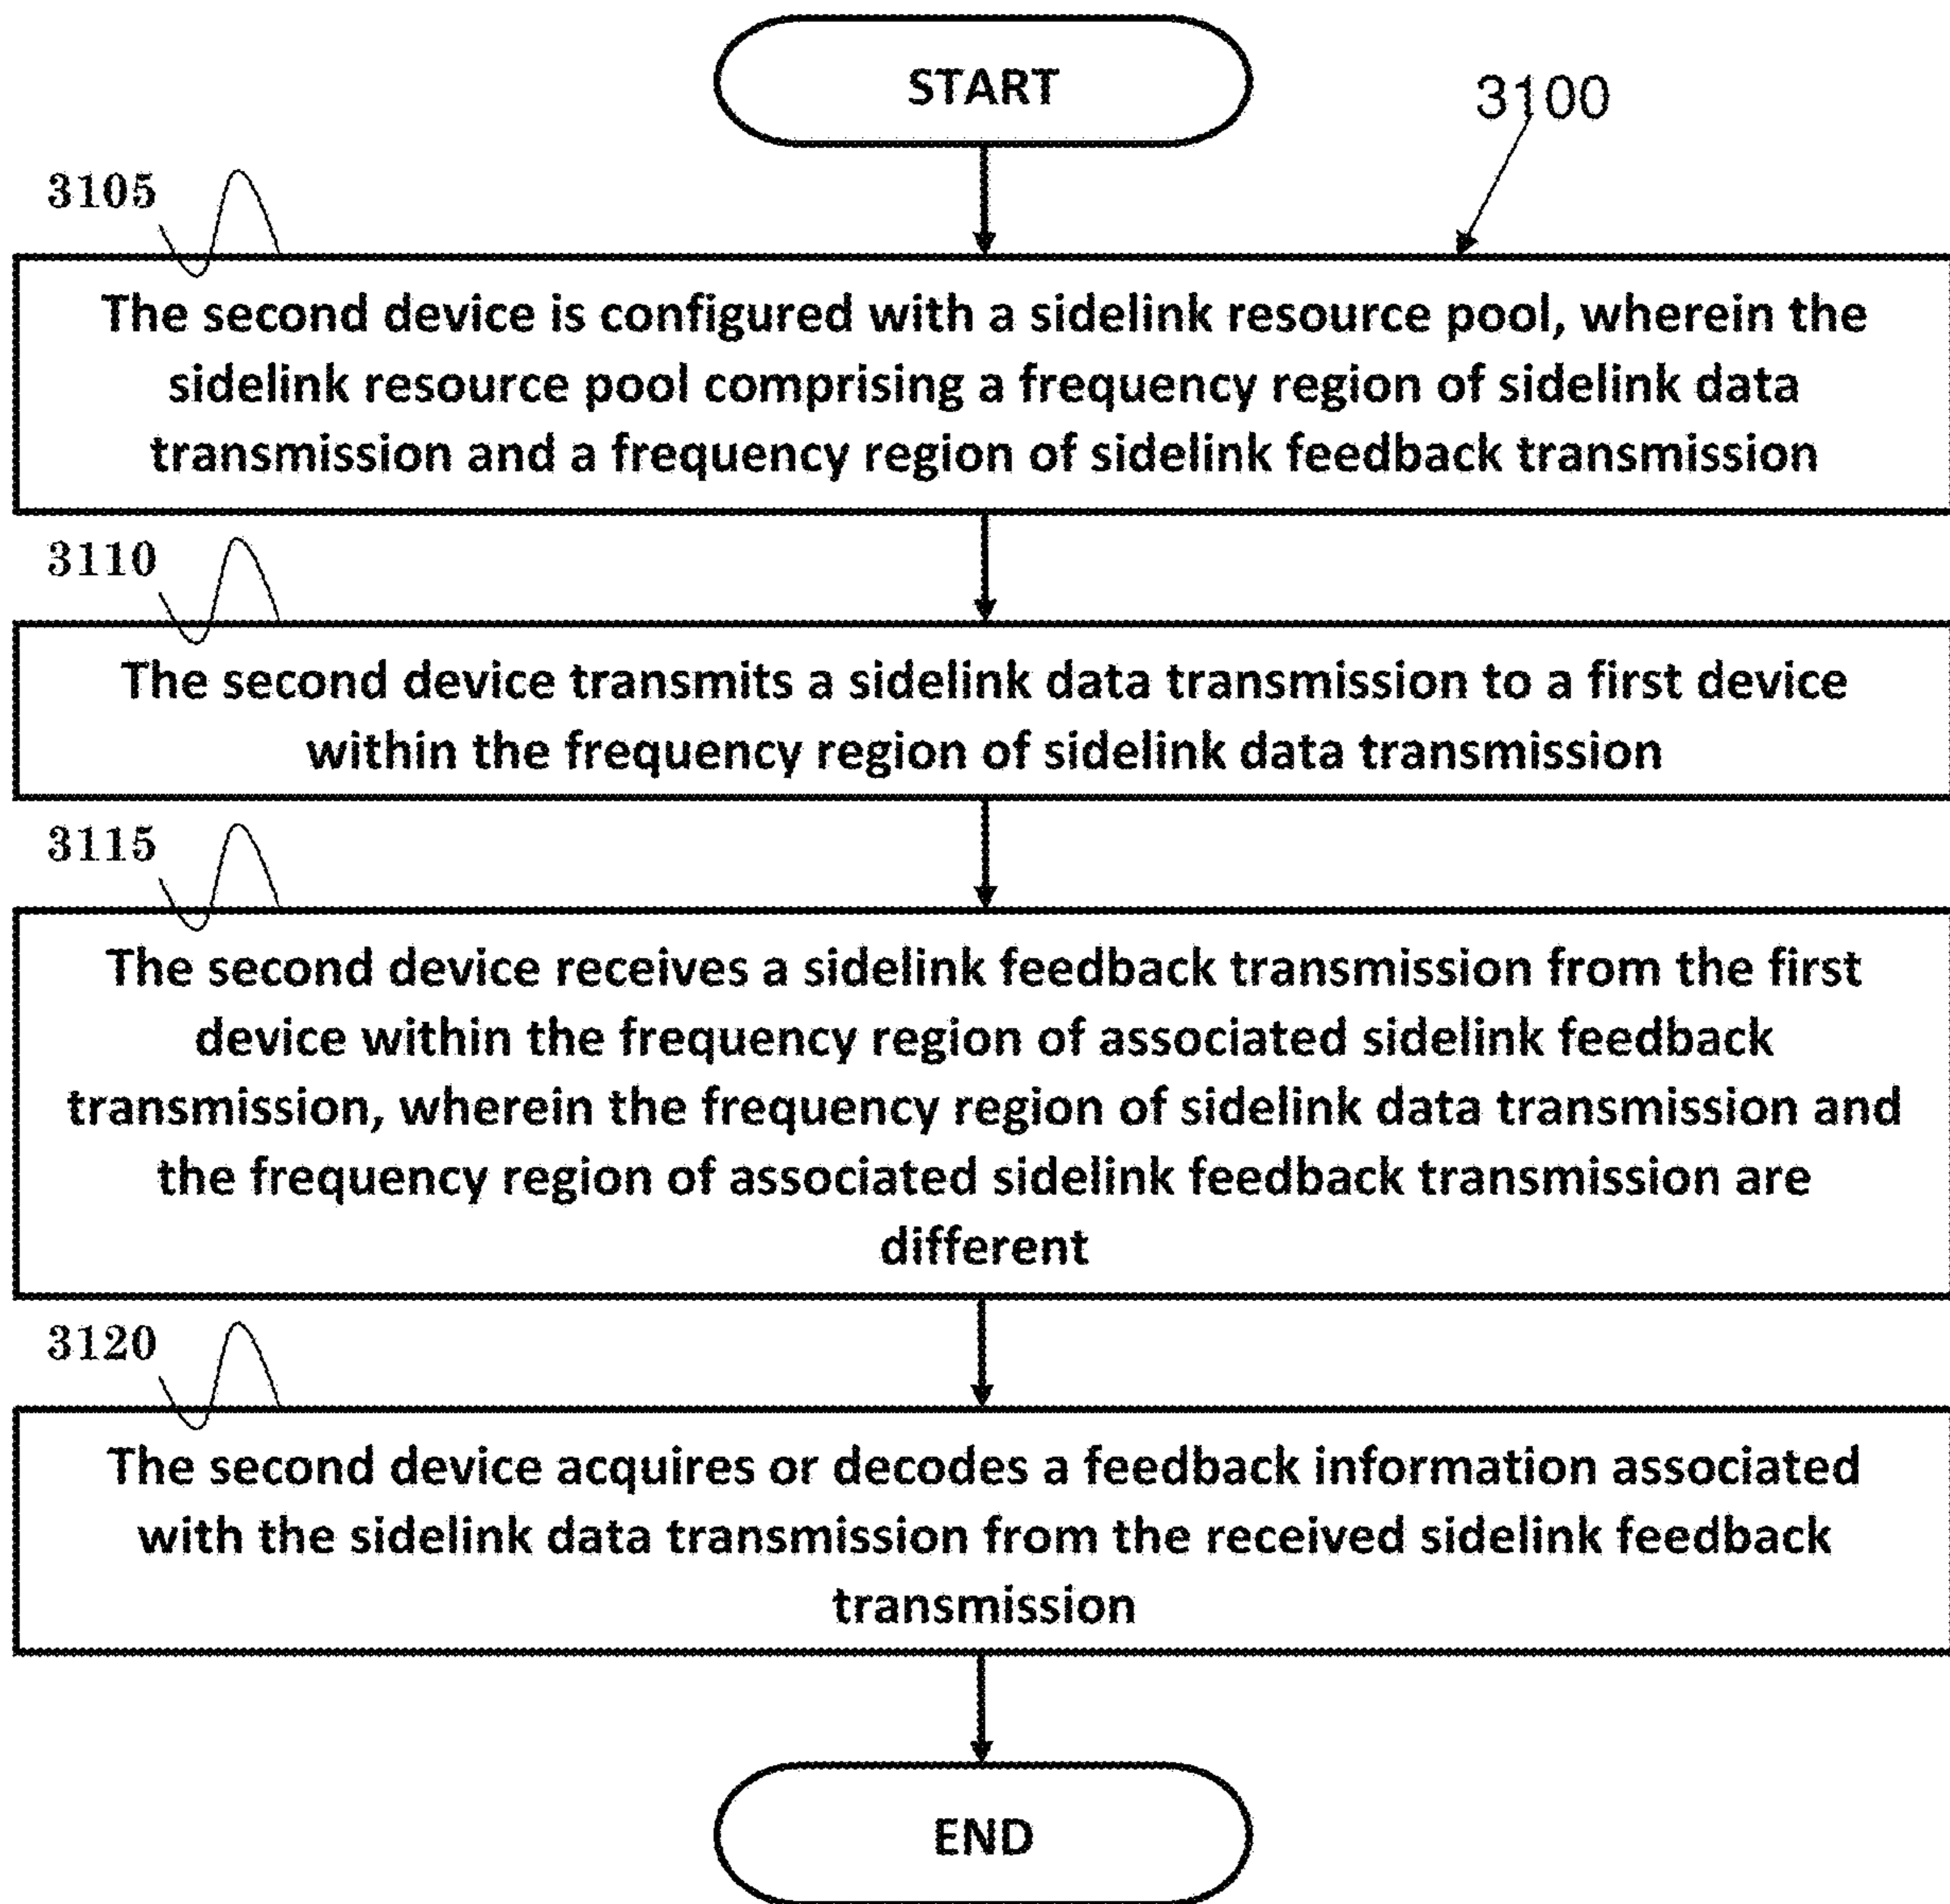 START
3100
3105
The second device is configured with a sidelink resource pool, wherein the
sidelink resource pool comprising a frequency region of sidelink data
transmission and a frequency region of sidelink feedback transmission
3110
The second device transmits a sidelink data transmission to a first device
within the frequency region of sidelink data transmission
3115
The second device receives a sidelink feedback transmission from the first
device within the frequency region of associated sidelink feedback
transmission, wherein the frequency region of sidelink data transmission and
the frequency region of associated sidelink feedback transmission are
different
3120
The second device acquires or decodes a feedback information associated
with the sidelink data transmission from the received sidelink feedback
transmission
END